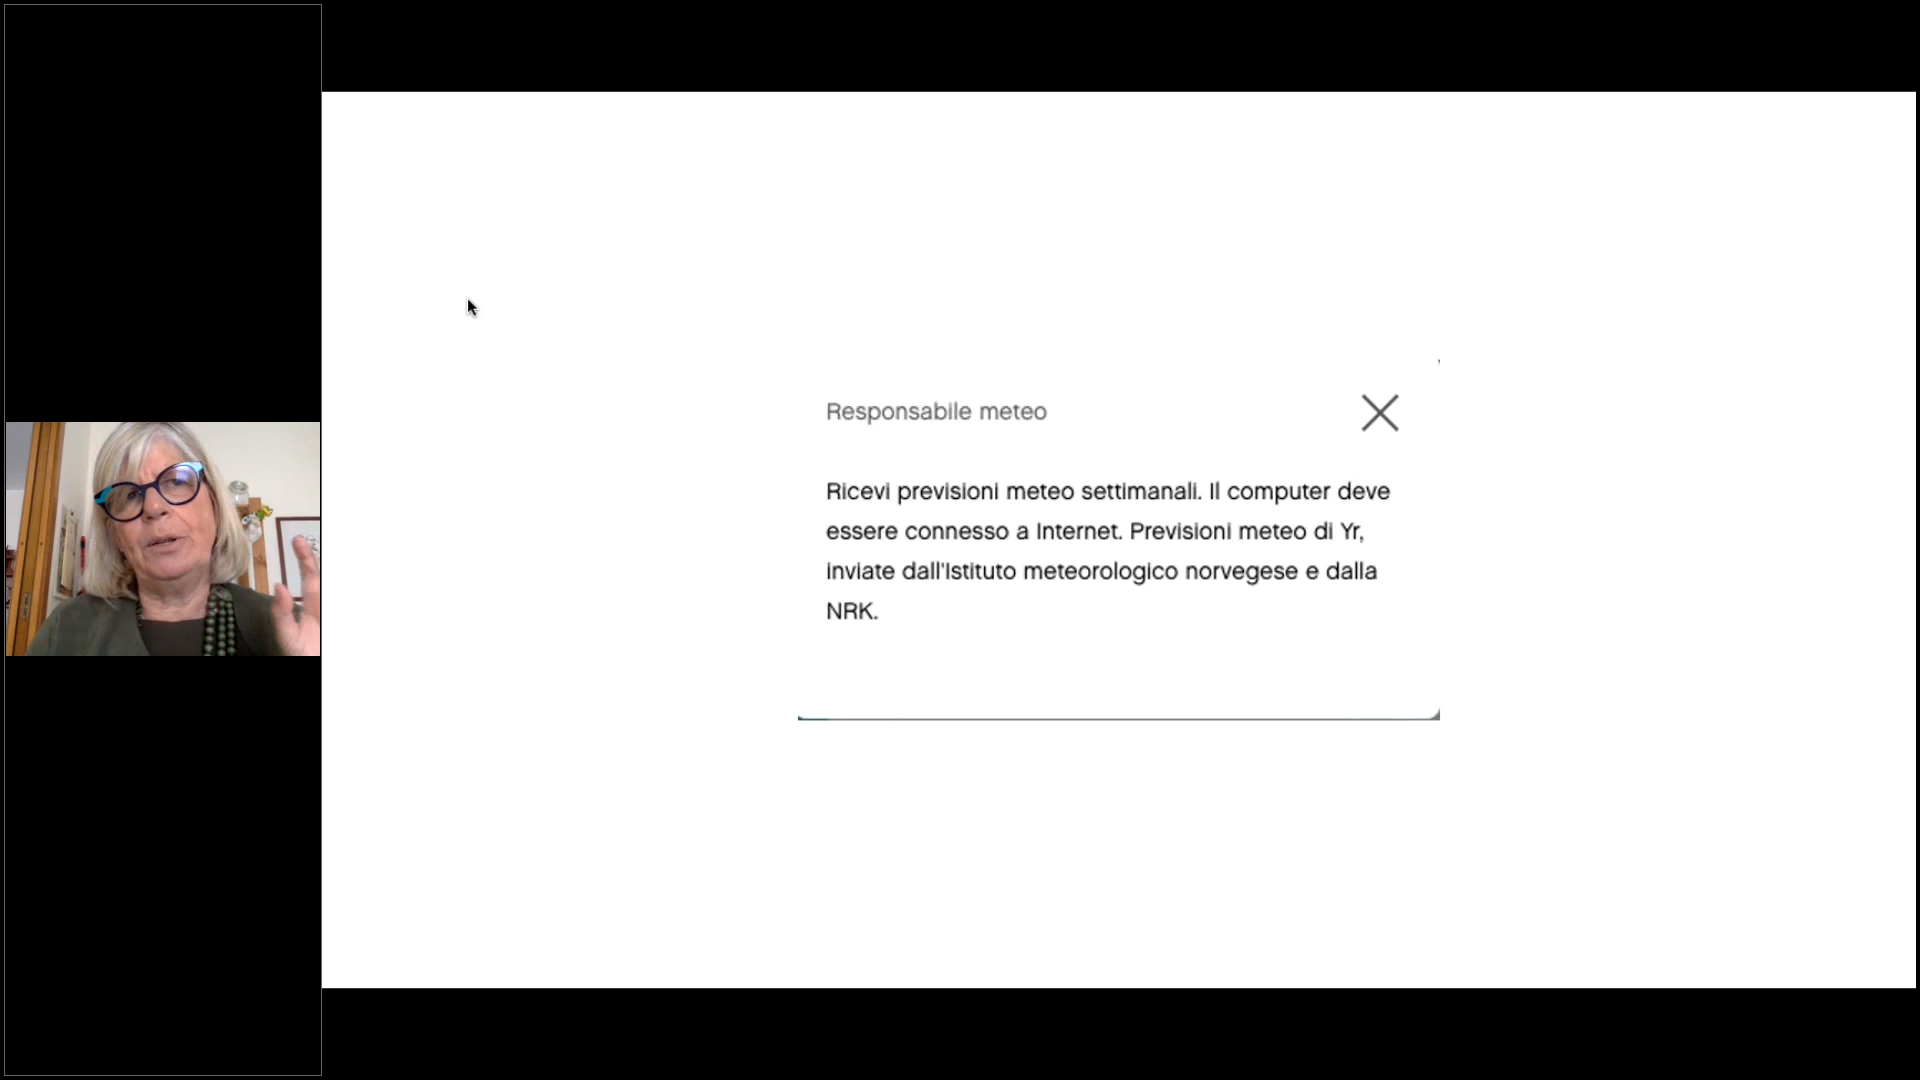 Responsabile meteo
Ricevi previsioni meteo settimanali. Il computer deve
essere connesso a Internet. Previsioni meteo di Yr,
inviate dall'Istituto meteorologico norvegese e dalla
NRK.